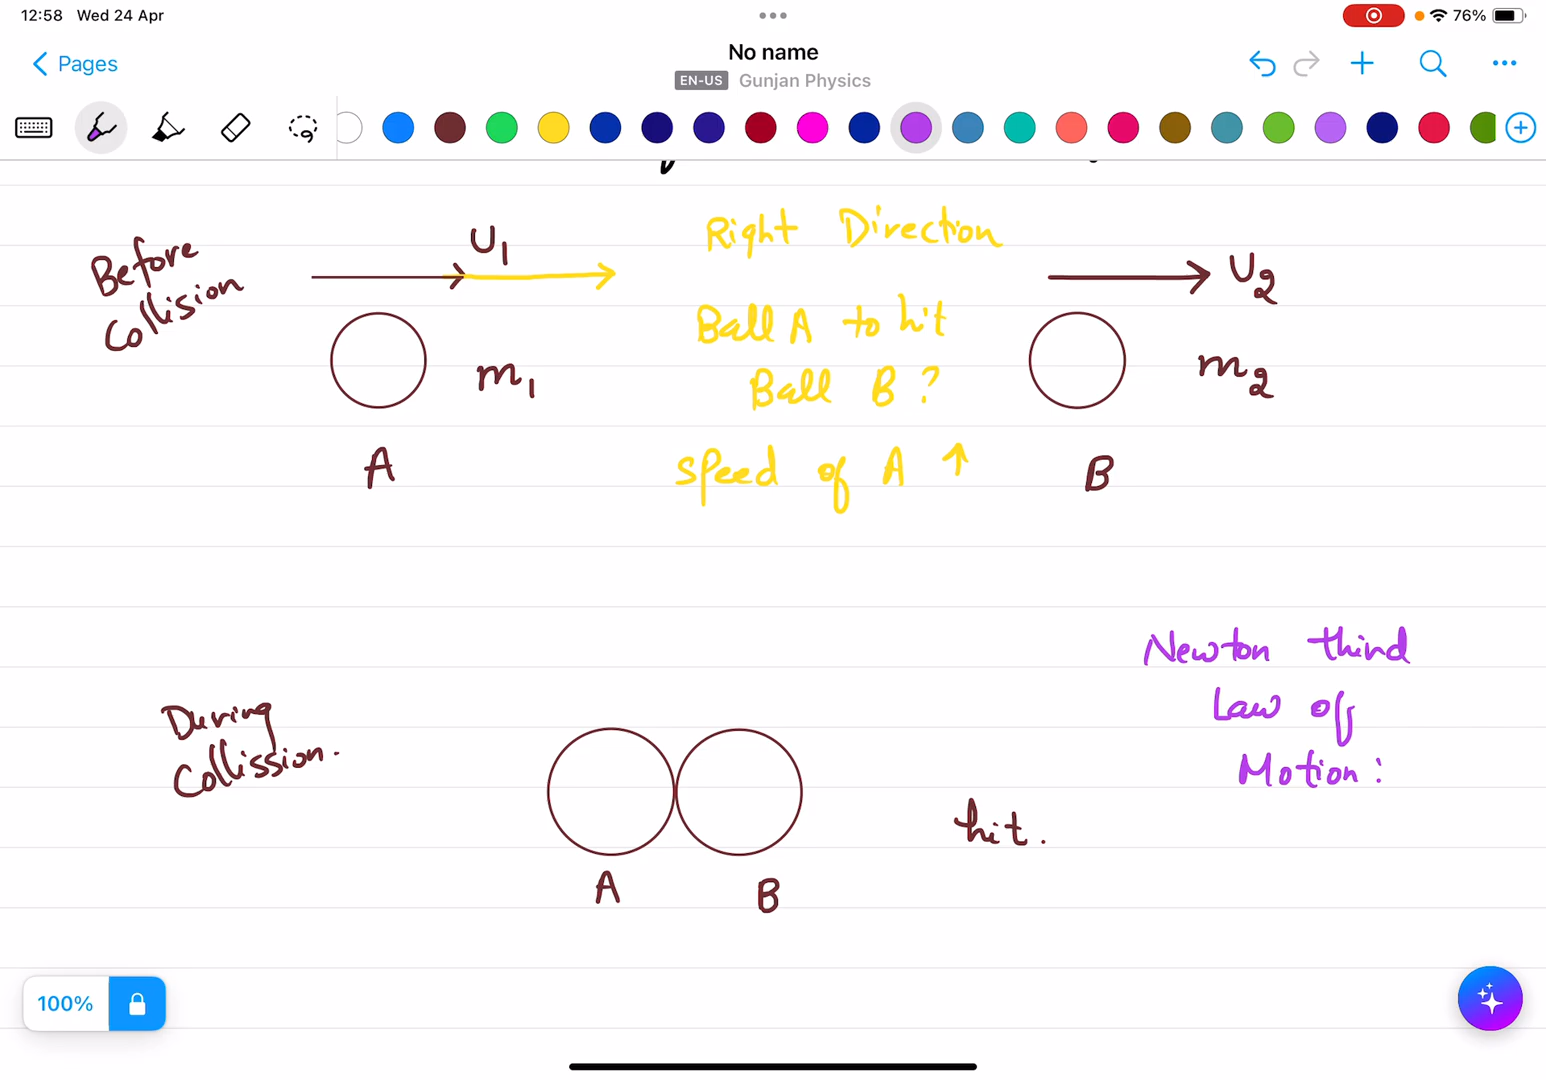 12:58 Wed 24 Apr
76%
Pages
No name
EN-US Gunjan Physics
Before
Collision
U1
Right Direction
U2
Ball A to hit
Ball B ?
m1
m2
Speed of A ↑
A
B
Newton third
Law of
Motion :
During
Collission.
hit.
A
B
100%